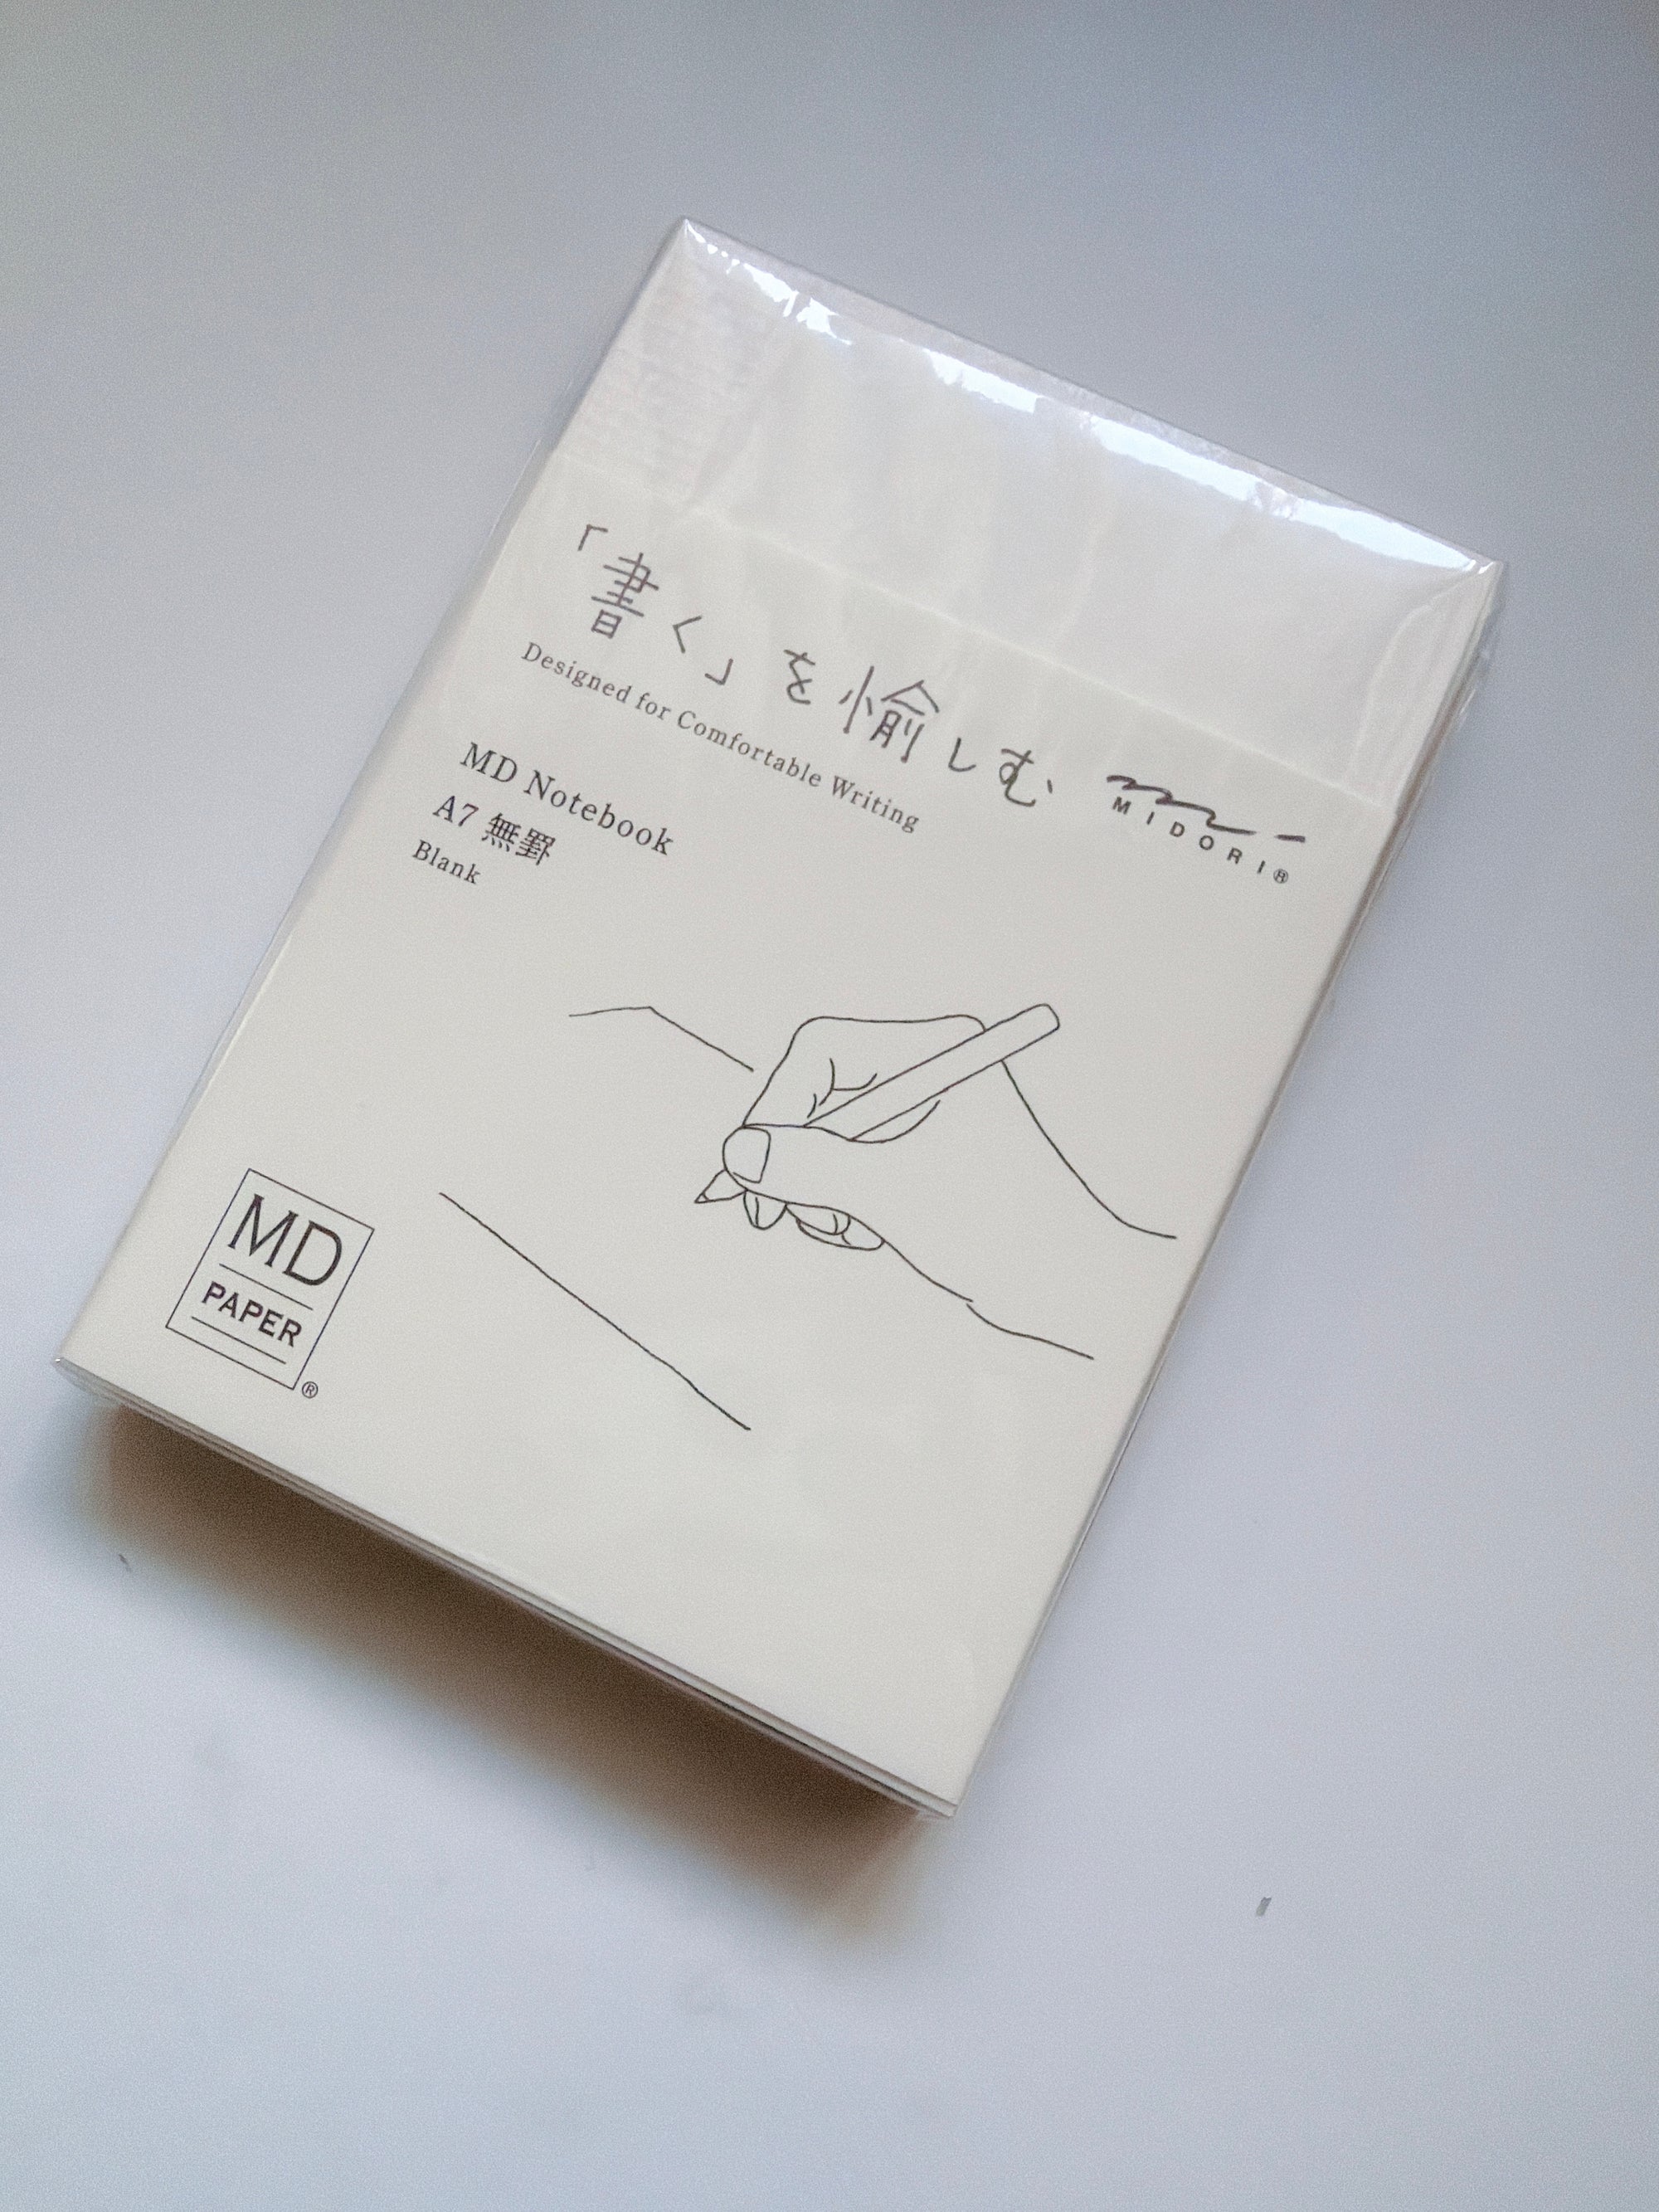 「書く」を愉しむ
Designed for Comfortable Writing
MIDORI®
MD Notebook
A7 無罫
Blank
MD
PAPER
®